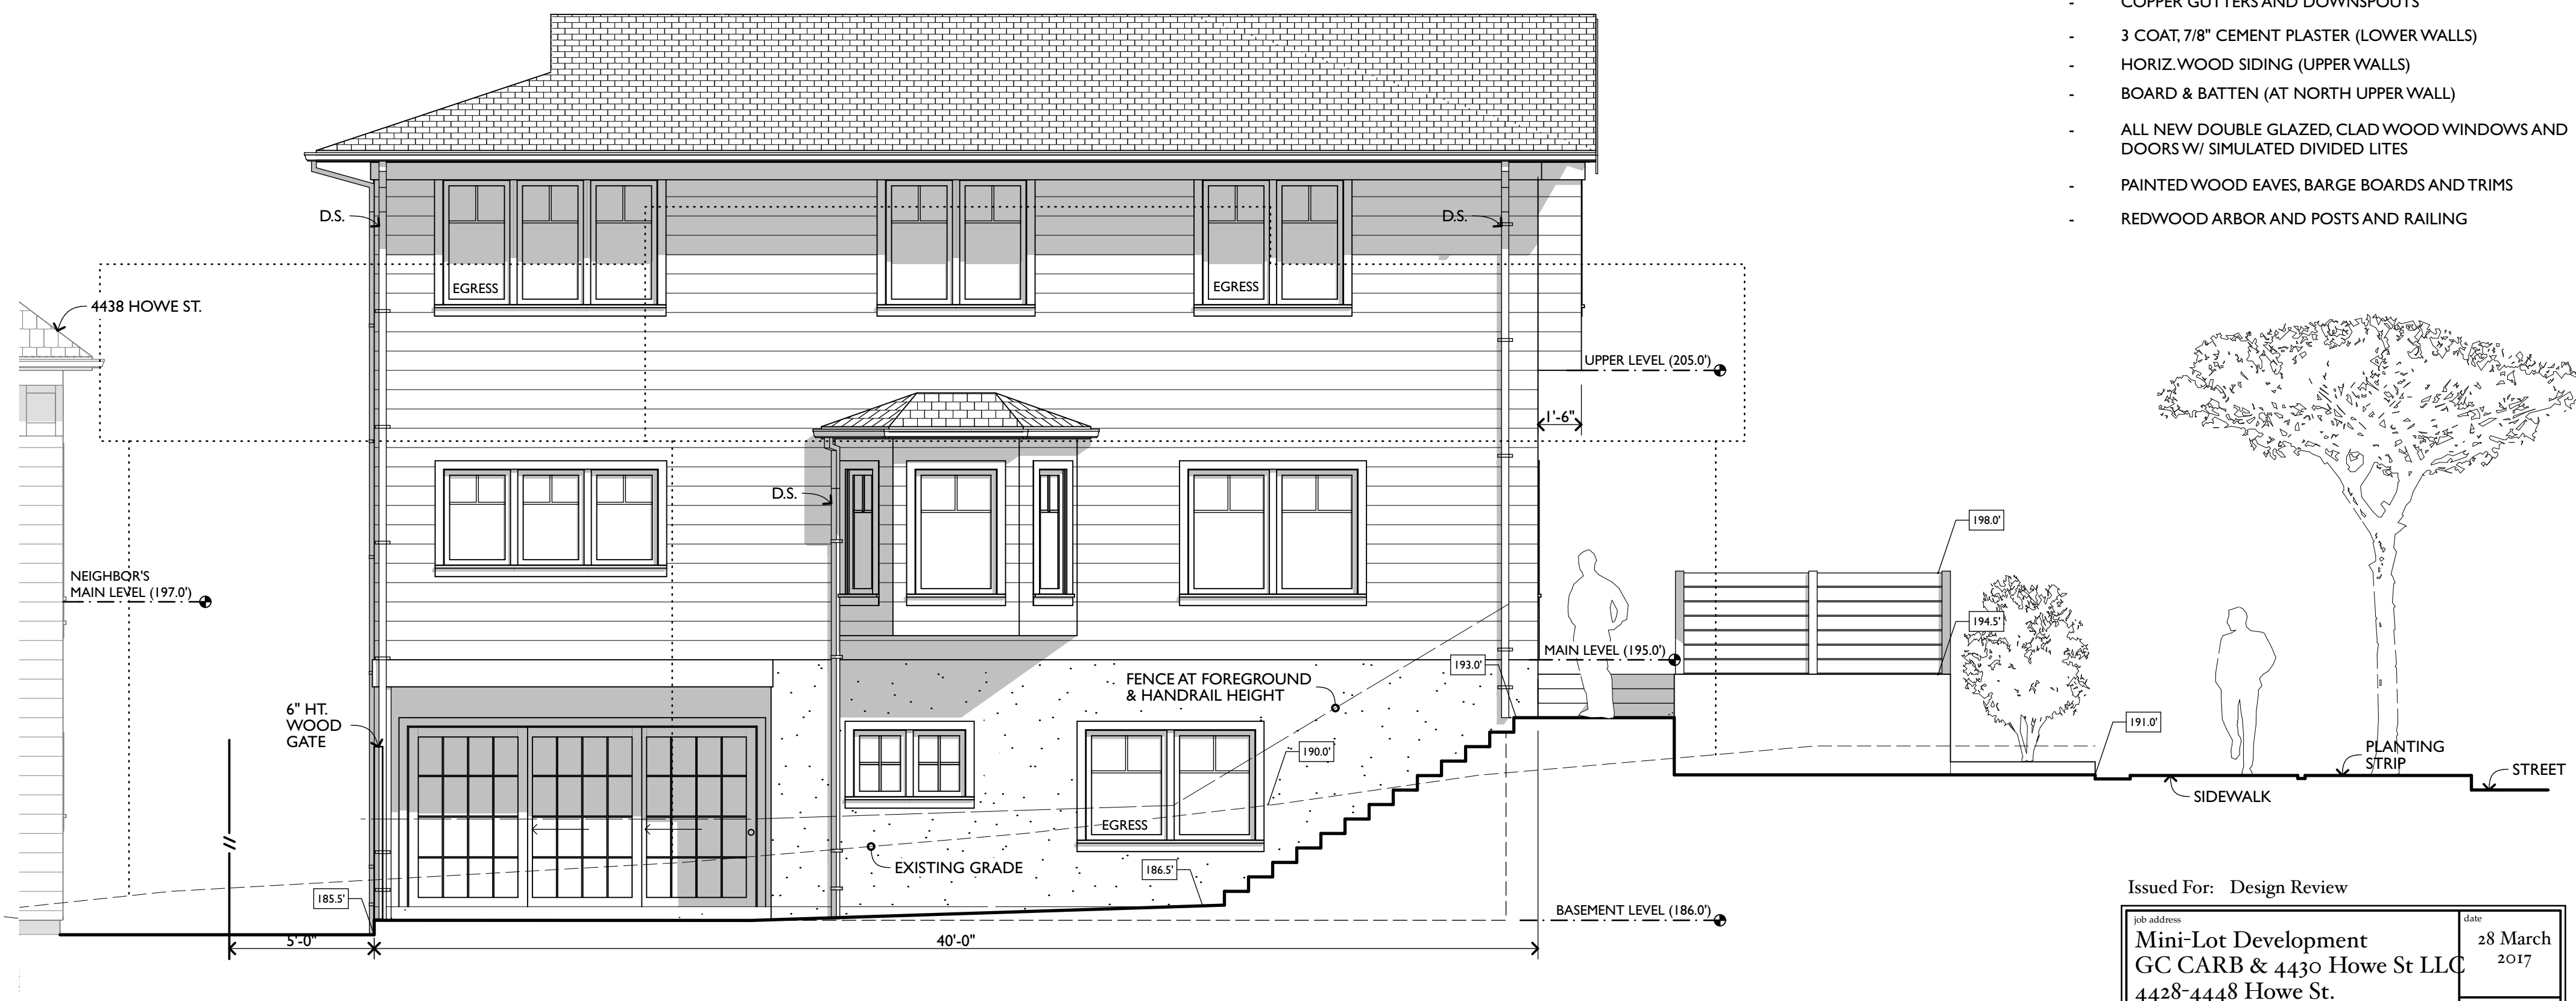 - COPPER GUTTERS AND DOWNSPOUTS
- 3 COAT, 7/8" CEMENT PLASTER (LOWER WALLS)
- HORIZ. WOOD SIDING (UPPER WALLS)
- BOARD & BATTEN (AT NORTH UPPER WALL)
- ALL NEW DOUBLE GLAZED, CLAD WOOD WINDOWS AND
DOORS W/ SIMULATED DIVIDED LITES
- PAINTED WOOD EAVES, BARGE BOARDS AND TRIMS
- REDWOOD ARBOR AND POSTS AND RAILING
D.S.
D.S.
EGRESS
EGRESS
4438 HOWE ST.
UPPER LEVEL (205.0')
1'-6"
D.S.
198.0'
NEIGHBOR'S
MAIN LEVEL (197.0')
194.5'
MAIN LEVEL (195.0')
193.0'
FENCE AT FOREGROUND
& HANDRAIL HEIGHT
6" HT.
WOOD
GATE
191.0'
190.0'
PLANTING
STRIP
STREET
SIDEWALK
EGRESS
EXISTING GRADE
186.5'
185.5'
BASEMENT LEVEL (186.0')
5'-0"
40'-0"
Issued For: Design Review
job address
Mini-Lot Development
GC CARB & 4430 Howe St LLC
4428-4448 Howe St.
date
28 March
2017